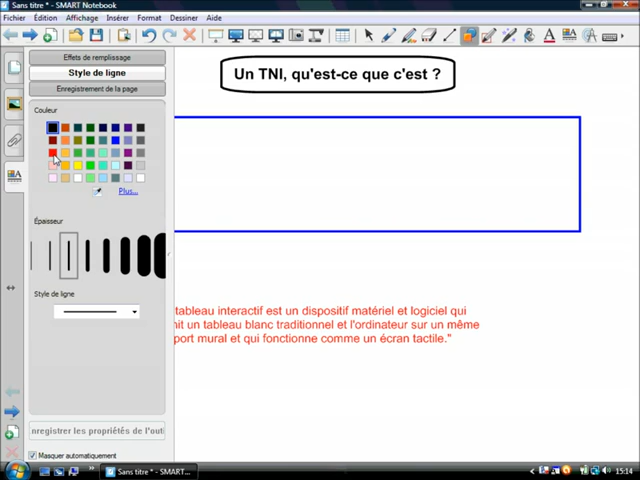 Sans titre * - SMART Notebook
Fichier Édition Affichage Insérer Format Dessiner Aide
Effets de remplissage
Style de ligne
Enregistrement de la page
Couleur
Plus...
Épaisseur
Style de ligne
nregistrer les propriétés de l'outi
Masquer automatiquement
Un TNI, qu'est-ce que c'est ?
tableau interactif est un dispositif matériel et logiciel qui
nit un tableau blanc traditionnel et l'ordinateur sur un même
port mural et qui fonctionne comme un écran tactile."
Sans titre * - SMART...
15:14